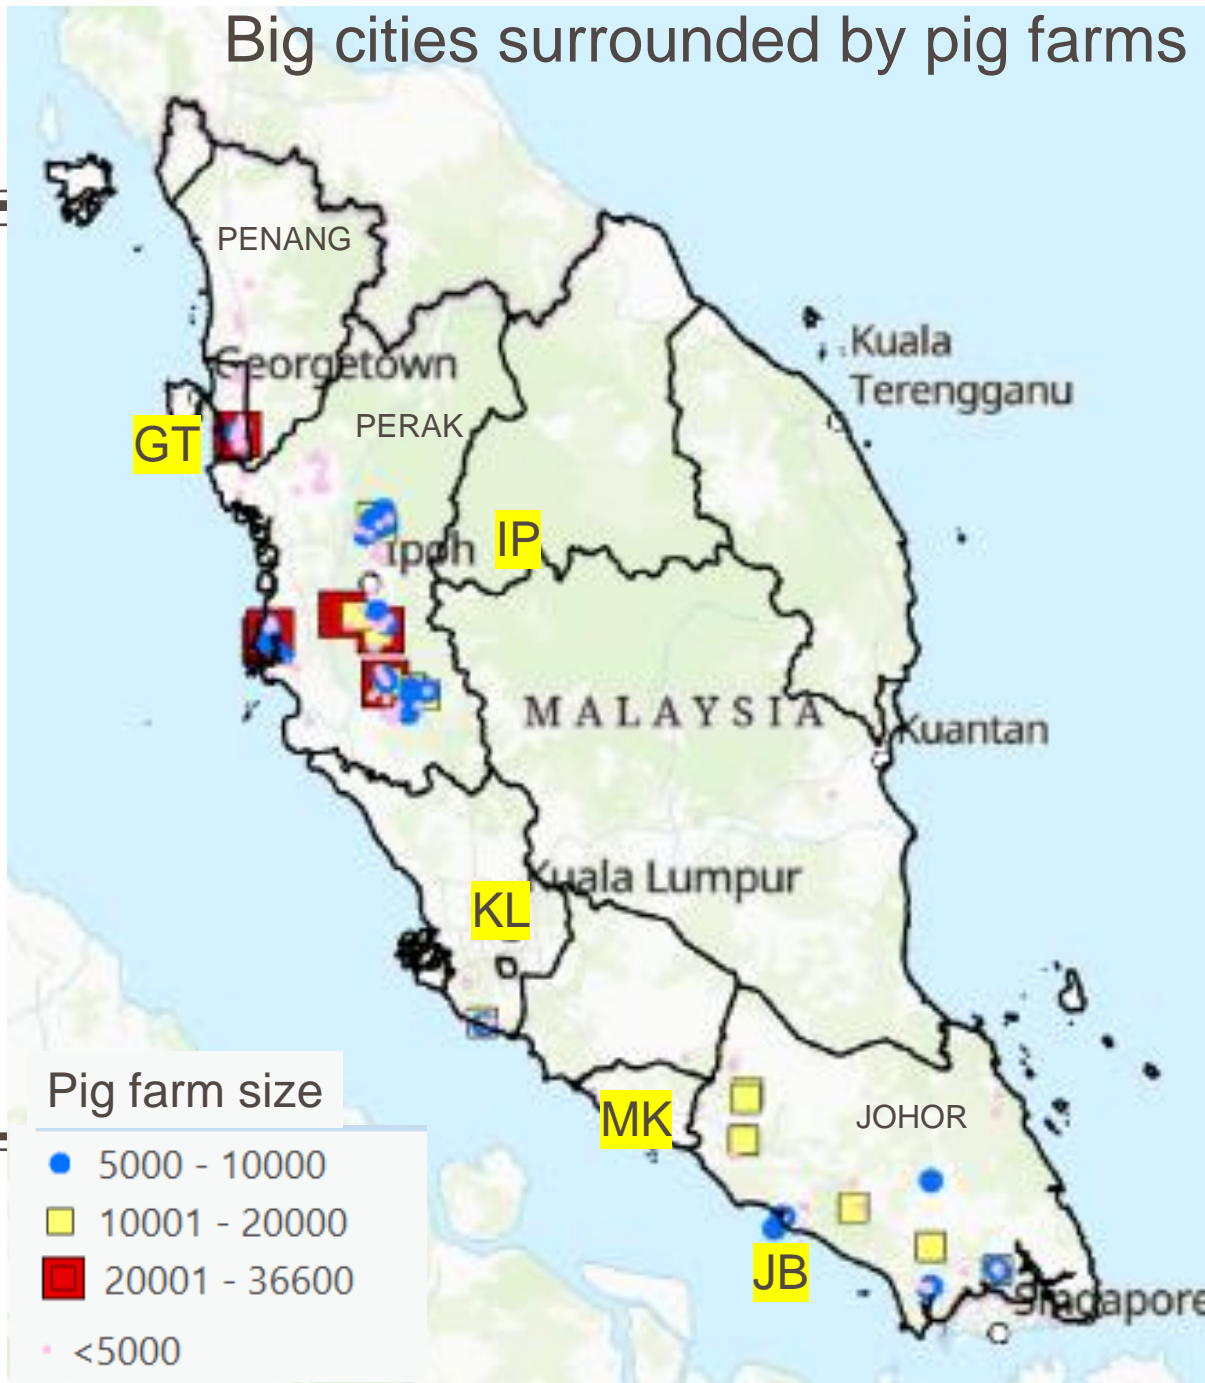 Big cities surrounded by pig farms
PENANG
Georgetown
GT
PERAK
Kuala
Terengganu
IP
Ipoh
MALAYSIA
Kuantan
Kuala Lumpur
KL
MK
JOHOR
JB
Singapore
Pig farm size
5000 - 10000
10001 - 20000
20001 - 36600
<5000